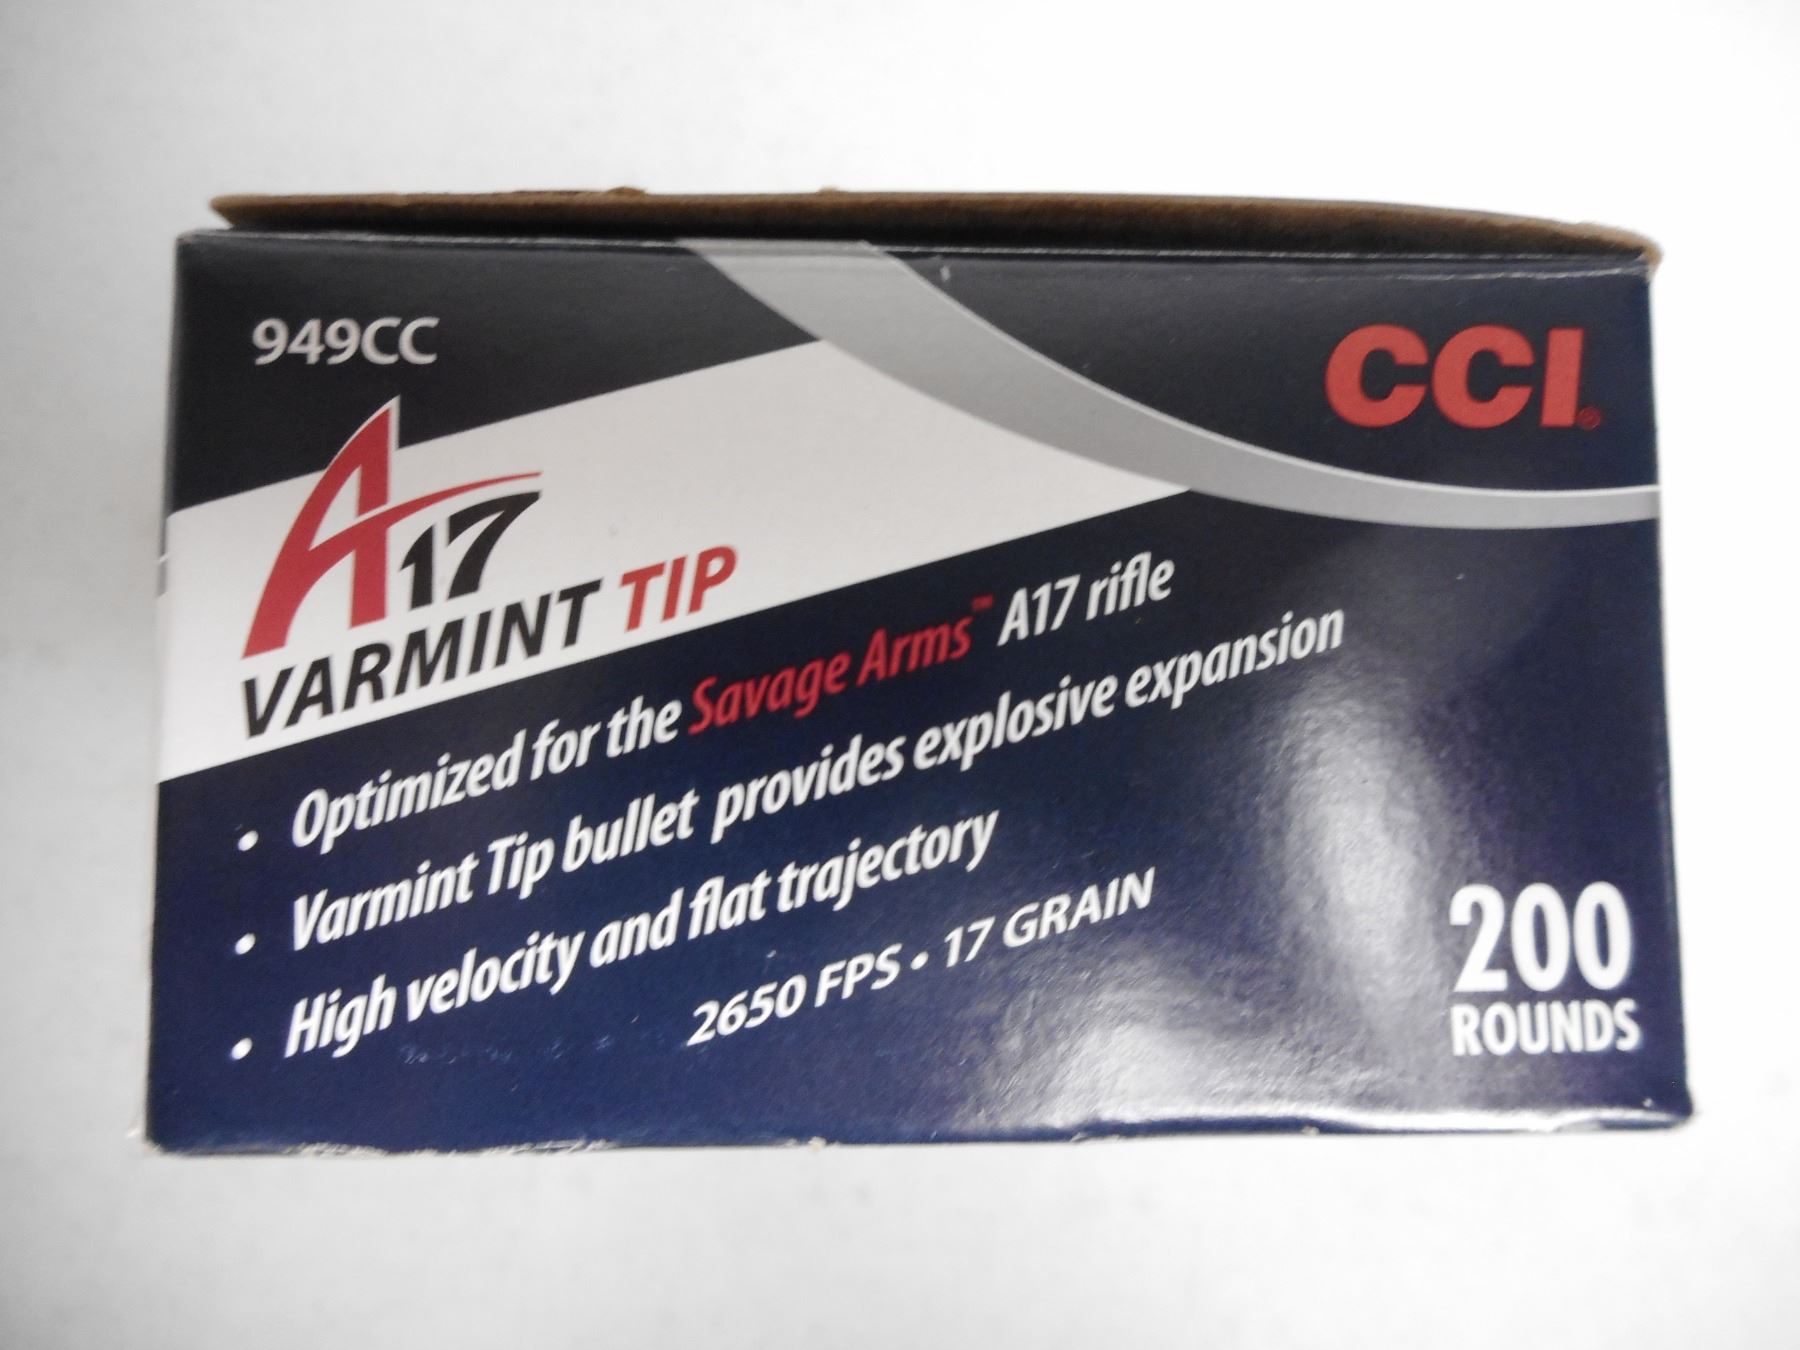 949CC
CCI®
A17
VARMINT TIP
• Optimized for the Savage Arms™ A17 rifle
• Varmint Tip bullet provides explosive expansion
• High velocity and flat trajectory
2650 FPS • 17 GRAIN
200
ROUNDS